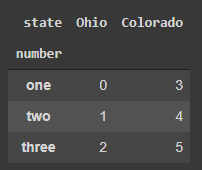 state Ohio Colorado
number
one 0 3
two 1 4
three 2 5